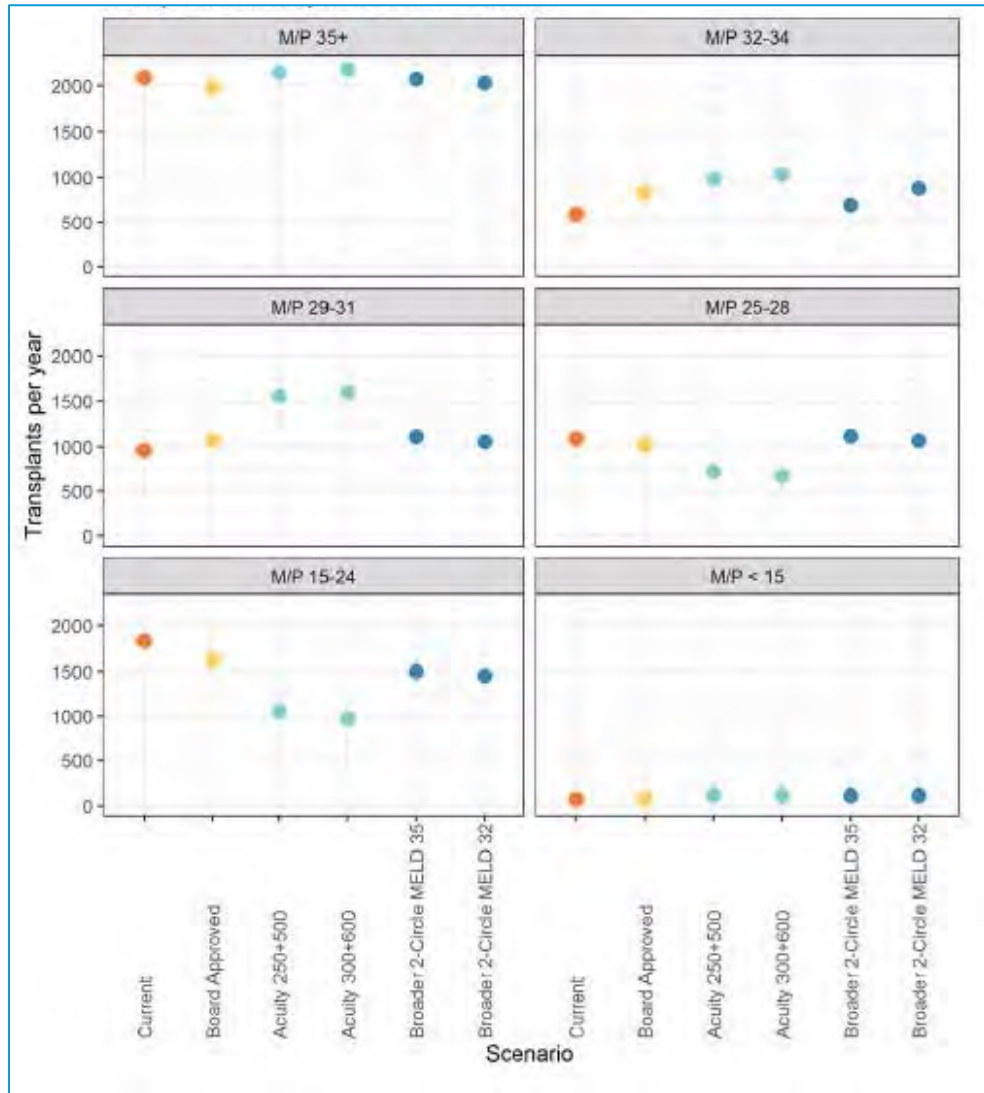 M/P 35+
M/P 32-34
2000
1500
1000
500
0
M/P 29-31
M/P 25-28
2000
1500
1000
500
0
Transplants per year
M/P 15-24
M/P < 15
2000
1500
1000
500
0
Current
Board Approved
Acuity 250+500
Acuity 300+600
Broader 2-Circle MELD 35
Broader 2-Circle MELD 32
Current
Board Approved
Acuity 250+500
Acuity 300+600
Broader 2-Circle MELD 35
Broader 2-Circle MELD 32
Scenario